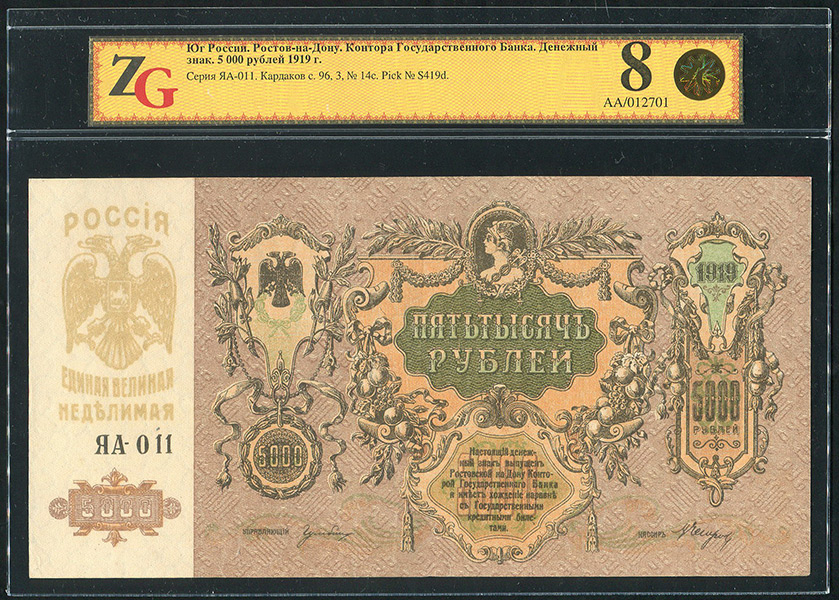 ZG
Юг России. Ростов-на-Дону. Контора Государственного Банка. Денежный
знак. 5 000 рублей 1919 г.
Серия ЯА-011. Кардаков с. 96, 3, № 14с. Pick № S419d.
8
AA/012701
РОССІЯ
ЕДИНАЯ ВЕЛИКАЯ
НЕДѢЛИМАЯ
ЯА-011
5000
5000
ПЯТЬТЫСЯЧЪ
РУБЛЕЙ
Настоящій денеж-
ный знакъ выпущенъ
Ростовской на Дону Конто-
рой Государственнаго Банка
и имѣетъ хожденіе наравнѣ
съ Государственными
кредитными биле-
тами.
УПРАВЛЯЮЩІЙ
КАССИРЪ
1919
5000
РУБЛЕЙ